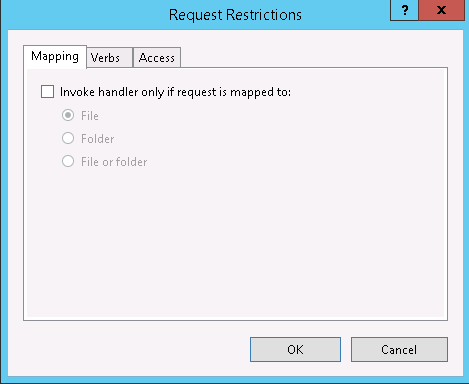 Request Restrictions
? x
Mapping Verbs Access
Invoke handler only if request is mapped to:
File
Folder
File or folder
OK Cancel